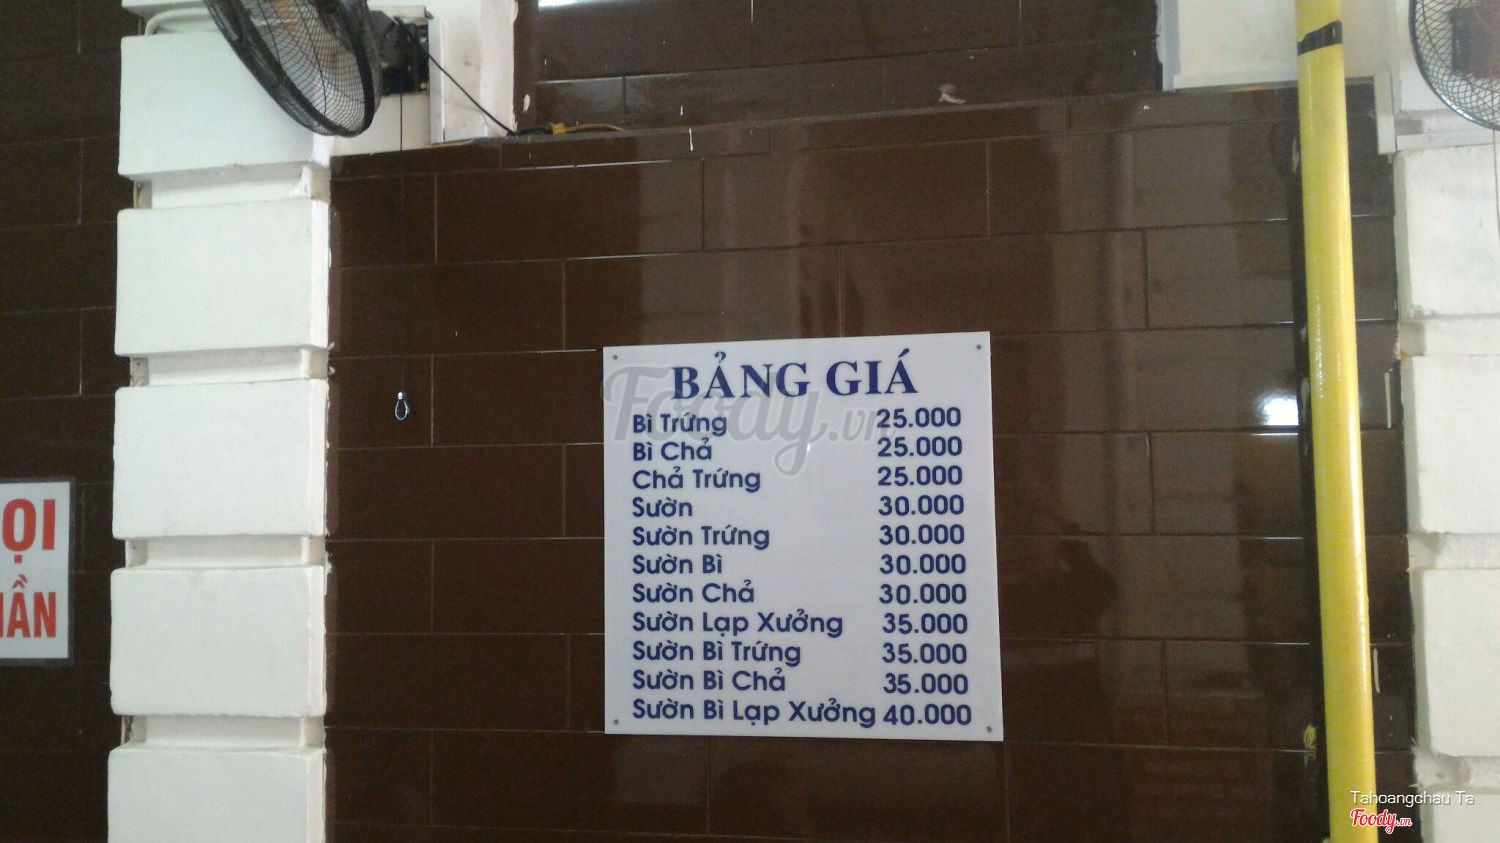 BẢNG GIÁ
Bì Trứng 25.000
Bì Chả 25.000
Chả Trứng 25.000
Sườn 30.000
Sườn Trứng 30.000
Sườn Bì 30.000
Sườn Chả 30.000
Sườn Lạp Xưởng 35.000
Sườn Bì Trứng 35.000
Sườn Bì Chả 35.000
Sườn Bì Lạp Xưởng 40.000
Foody.vn
Tahoangchau Ta
Foody.vn